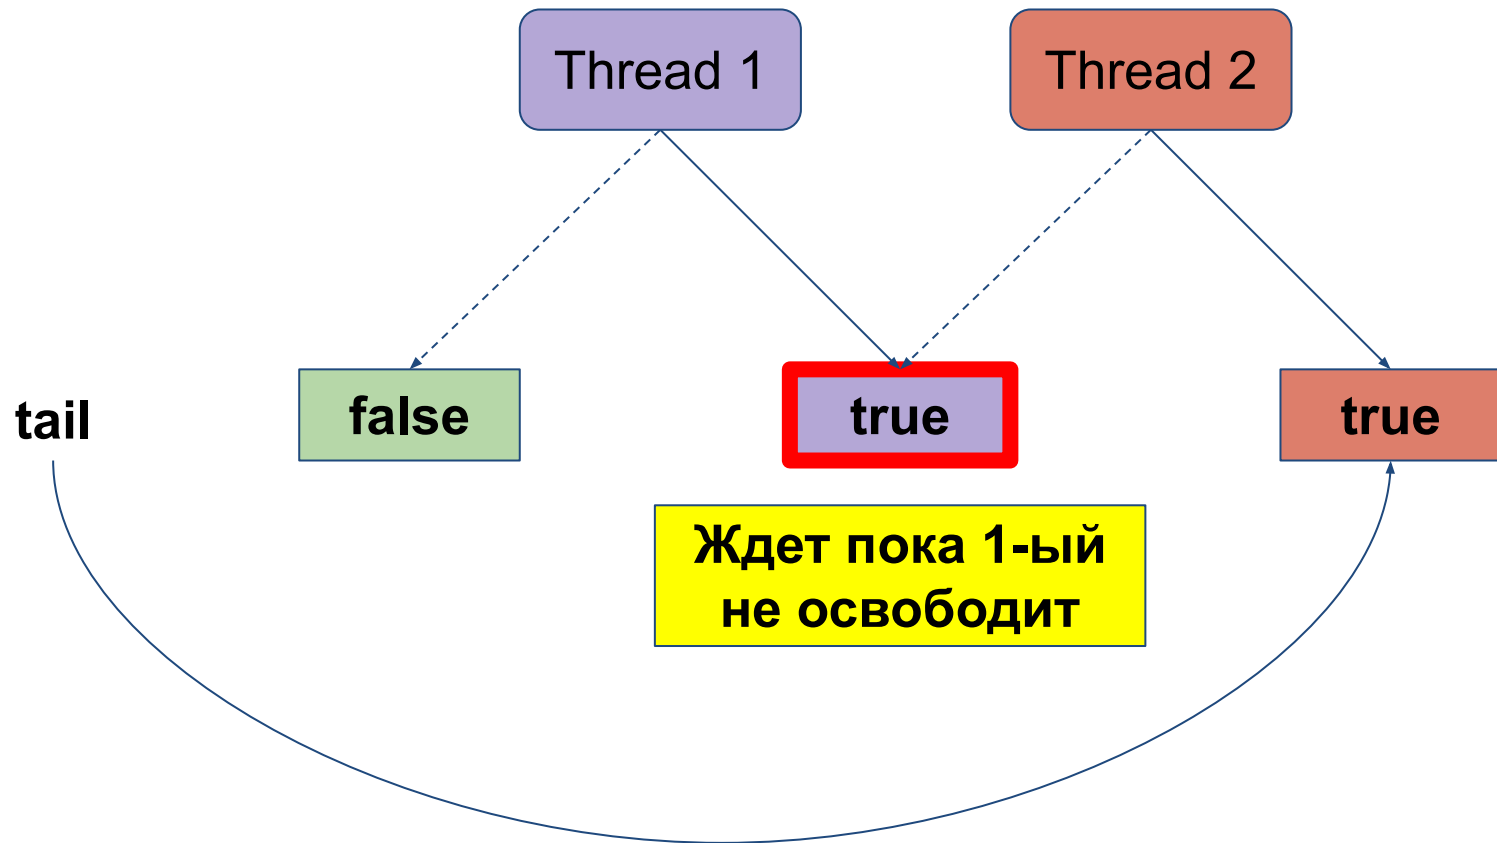 Thread 1
Thread 2
tail
false
true
true
Ждет пока 1-ый
не освободит